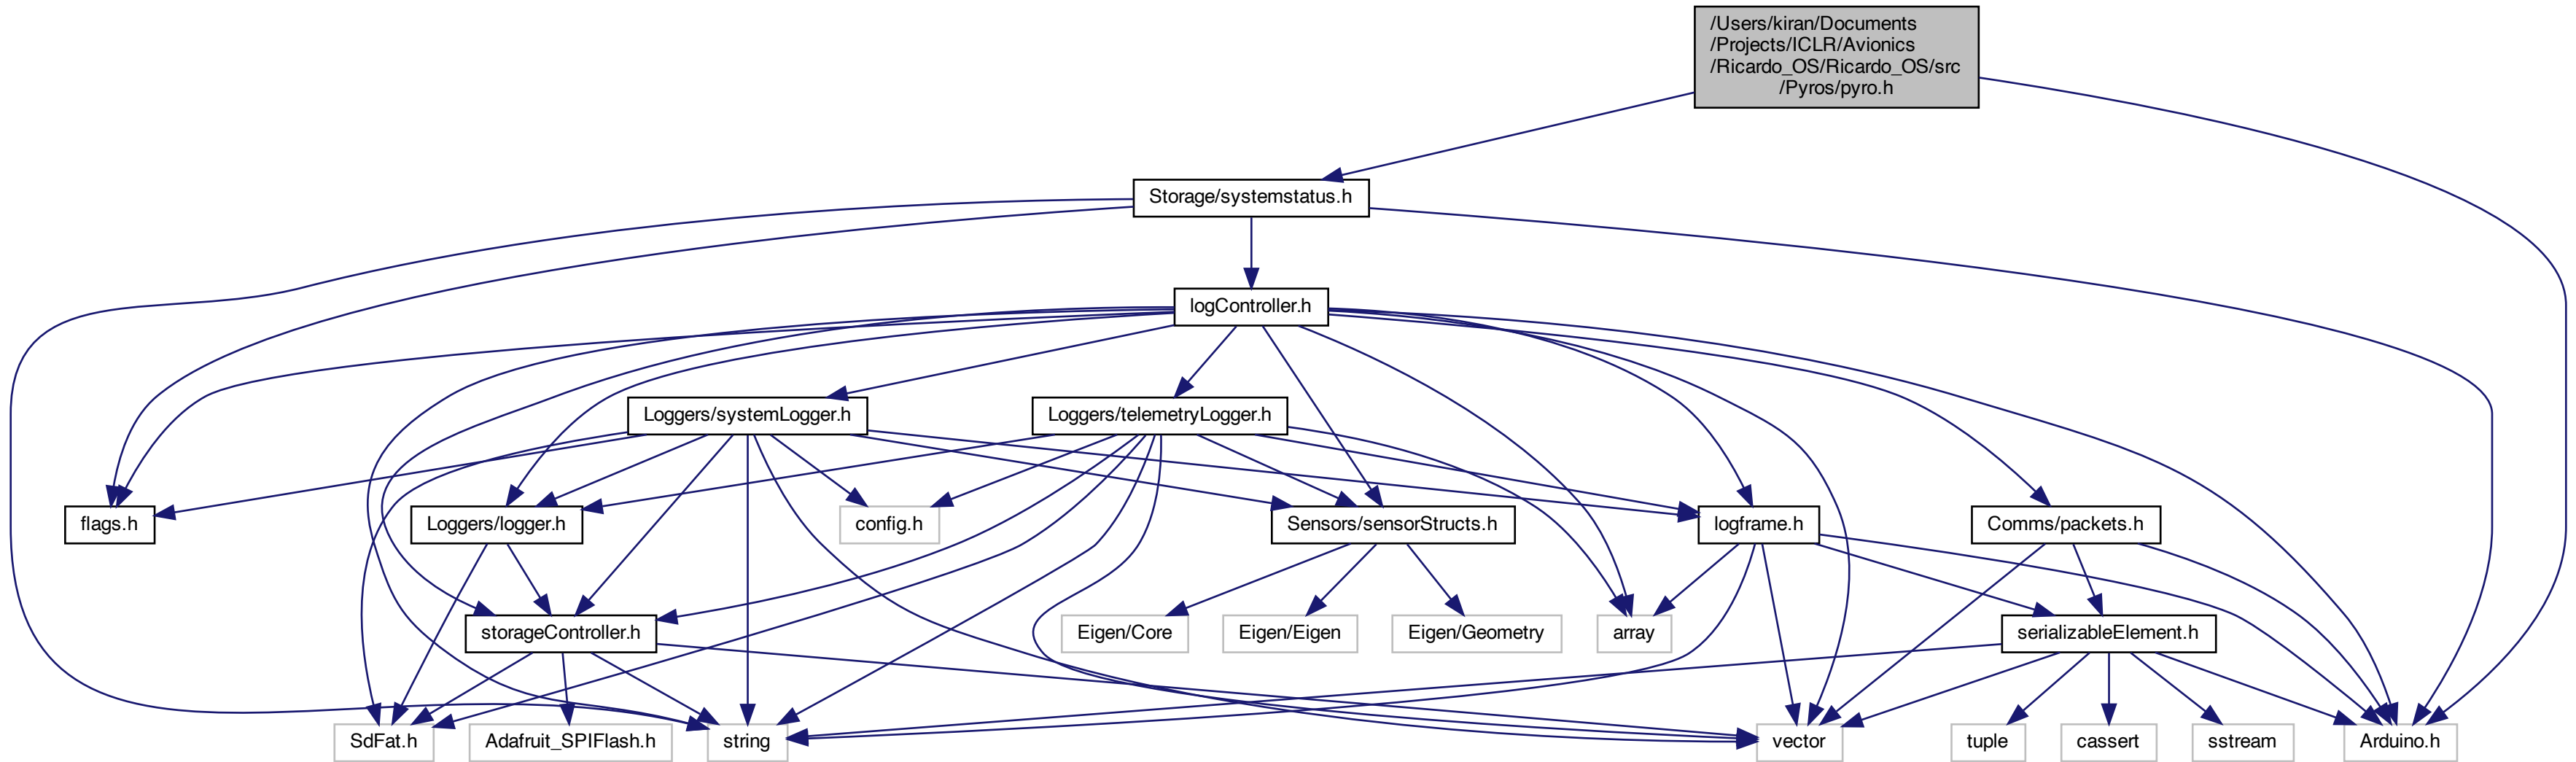 /Users/kiran/Documents
/Projects/ICLR/Avionics
/Ricardo_OS/Ricardo_OS/src
/Pyros/pyro.h
Storage/systemstatus.h
logController.h
Loggers/systemLogger.h
Loggers/telemetryLogger.h
flags.h
Loggers/logger.h
config.h
Sensors/sensorStructs.h
logframe.h
Comms/packets.h
storageController.h
Eigen/Core
Eigen/Eigen
Eigen/Geometry
array
serializableElement.h
SdFat.h
Adafruit_SPIFlash.h
string
vector
tuple
cassert
sstream
Arduino.h